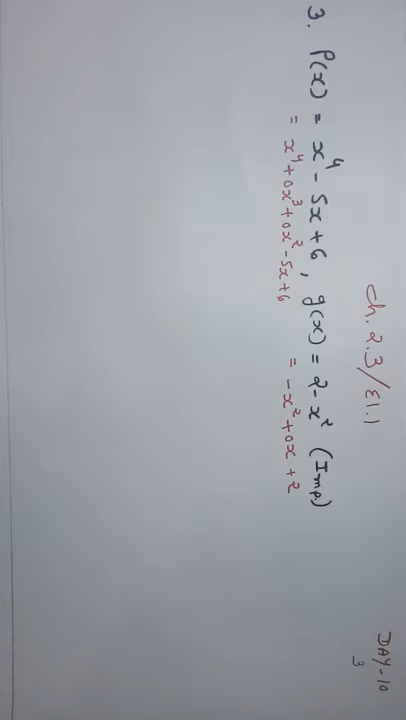 Ch. 2.3/E1.1
DAY-10
3
3. P(x) = x⁴ - 5x + 6, g(x) = 2 - x² (Imp.)
= x⁴ + 0x³ + 0x² - 5x + 6 = -x² + 0x + 2